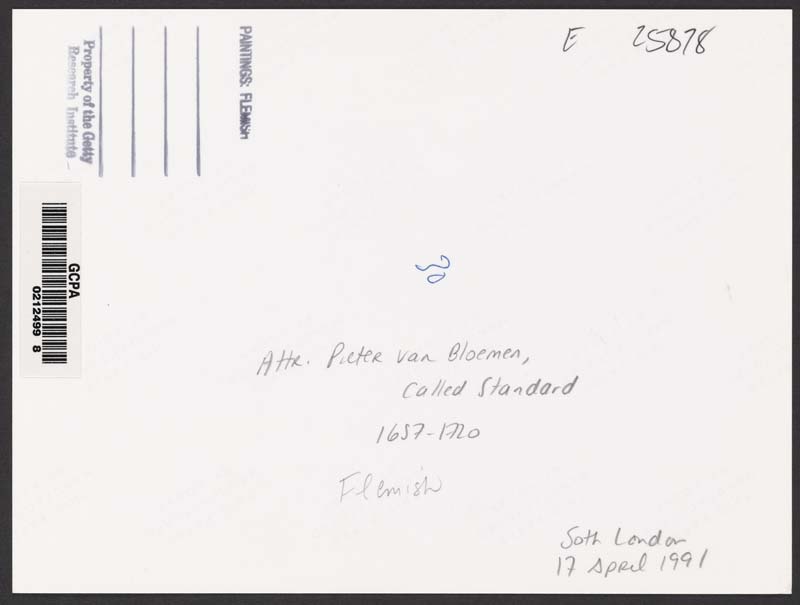 E 25878
PAINTINGS: FLEMISH
Property of the Getty
Research Institute
GCPA
0212499 8
30
Attr. Pieter van Bloemen,
called Standard
1657-1720
Flemish
Soth London
17 April 1991